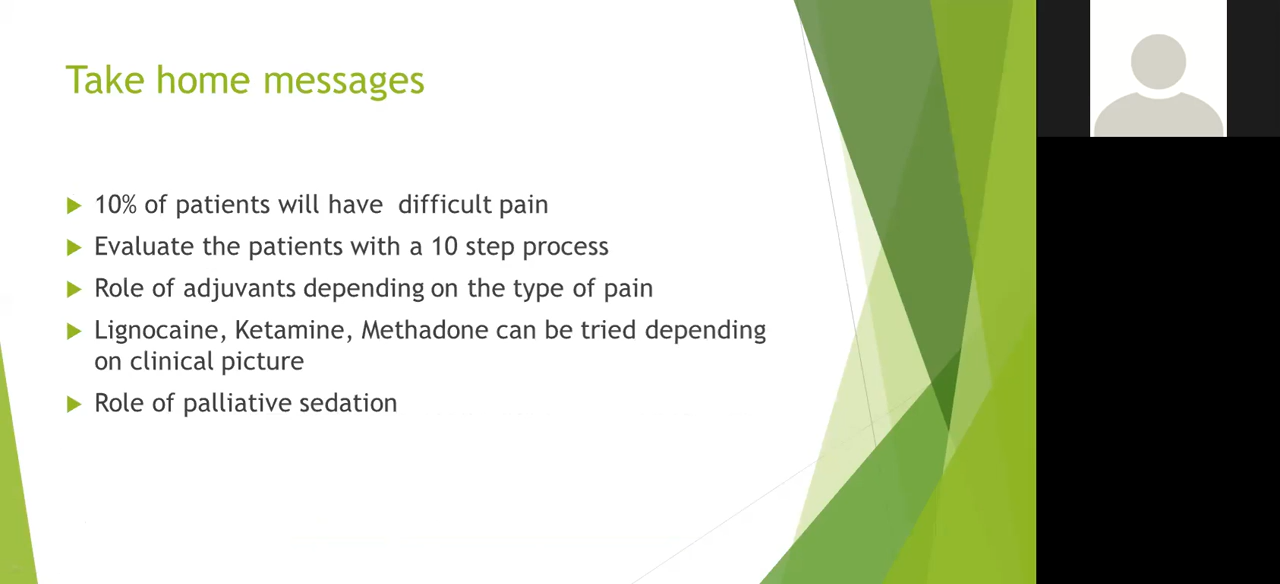 Take home messages
10% of patients will have  difficult pain
Evaluate the patients with a 10 step process
Role of adjuvants depending on the type of pain
Lignocaine, Ketamine, Methadone can be tried depending
on clinical picture
Role of palliative sedation